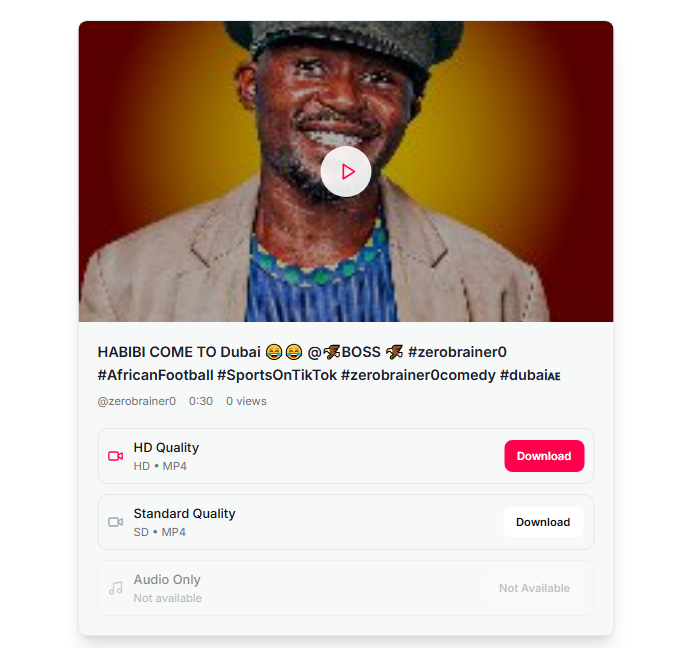 HABIBI COME TO Dubai 😂😂 @🦅BOSS 🦅 #zerobrainer0
#AfricanFootball #SportsOnTikTok #zerobrainer0comedy #dubai🇦🇪
@zerobrainer0 0:30 0 views
HD Quality
HD • MP4
Download
Standard Quality
SD • MP4
Download
Audio Only
Not available
Not Available